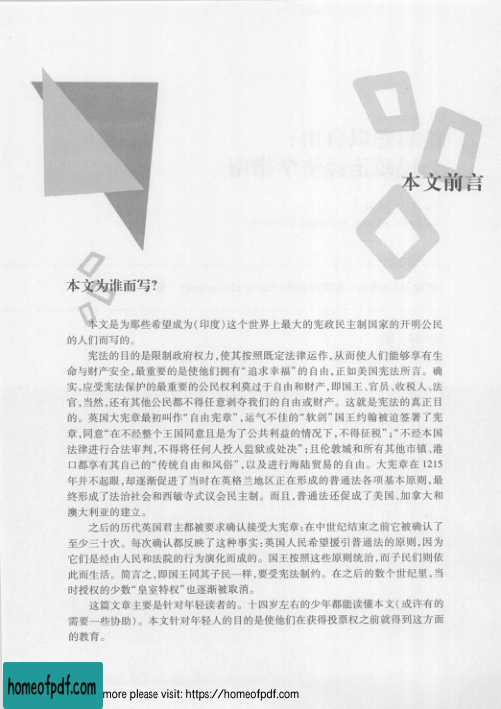 本文前言
本文为谁而写?
本文是为那些希望成为(印度)这个世界上最大的宪政民主制国家的开明公民
的人们而写的。
宪法的目的是限制政府权力,使其按照既定法律运作,从而使人们能够享有生
命与财产安全,最重要的是使他们拥有“追求幸福”的自由,正如美国宪法所言。确
实,应受宪法保护的最重要的公民权利莫过于自由和财产,即国王、官员、收税人、法
官,当然,还有其他公民都不得任意剥夺我们的自由或财产。这就是宪法的真正目
的。英国大宪章最初叫作“自由宪章”,运气不佳的“软剑”国王约翰被迫签署了宪
章,同意“在不经整个王国同意且是为了公共利益的情况下,不得征税”;“不经本国
法律进行合法审判,不得将任何人投人监狱或处决”;且伦敦城和所有其他市镇、港
口都享有其自己的“传统自由和风俗”,以及进行海陆贸易的自由。大宪章在 1215
年并不起眼,却逐渐促进了当时在英格兰地区正在形成的普通法各项基本原则,最
终形成了法治社会和西敏寺式议会民主制。而且,普通法还促成了美国、加拿大和
澳大利亚的建立。
之后的历代英国君主都被要求确认接受大宪章:在中世纪结束之前它被确认了
至少三十次。每次确认都反映了这种事实:英国人民希望援引普通法的原则,因为
它们是经由人民和法院的行为演化而成的。国王按照这些原则统治,而子民们则依
此而生活。简言之,即国王同其子民一样,要受宪法制约。在之后的数个世纪里,当
时授权的少数“皇室特权”也逐渐被取消。
这篇文章主要是针对年轻读者的。十四岁左右的少年都能读懂本文(或许有的
需要一些协助)。本文针对年轻人的目的是使他们在获得投票权之前就得到这方面
的教育。
homeofpdf.com
more please visit: https://homeofpdf.com